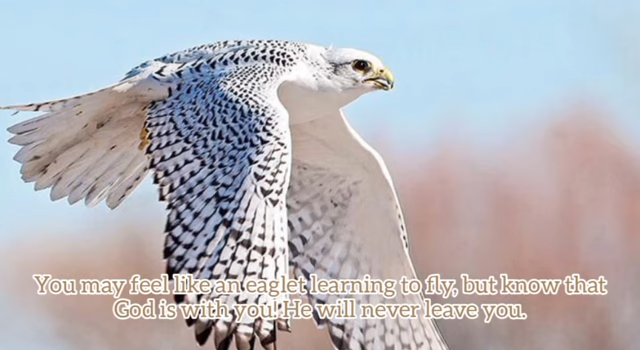 You may feel like an eaglet learning to fly, but know that
God is with you. He will never leave you.